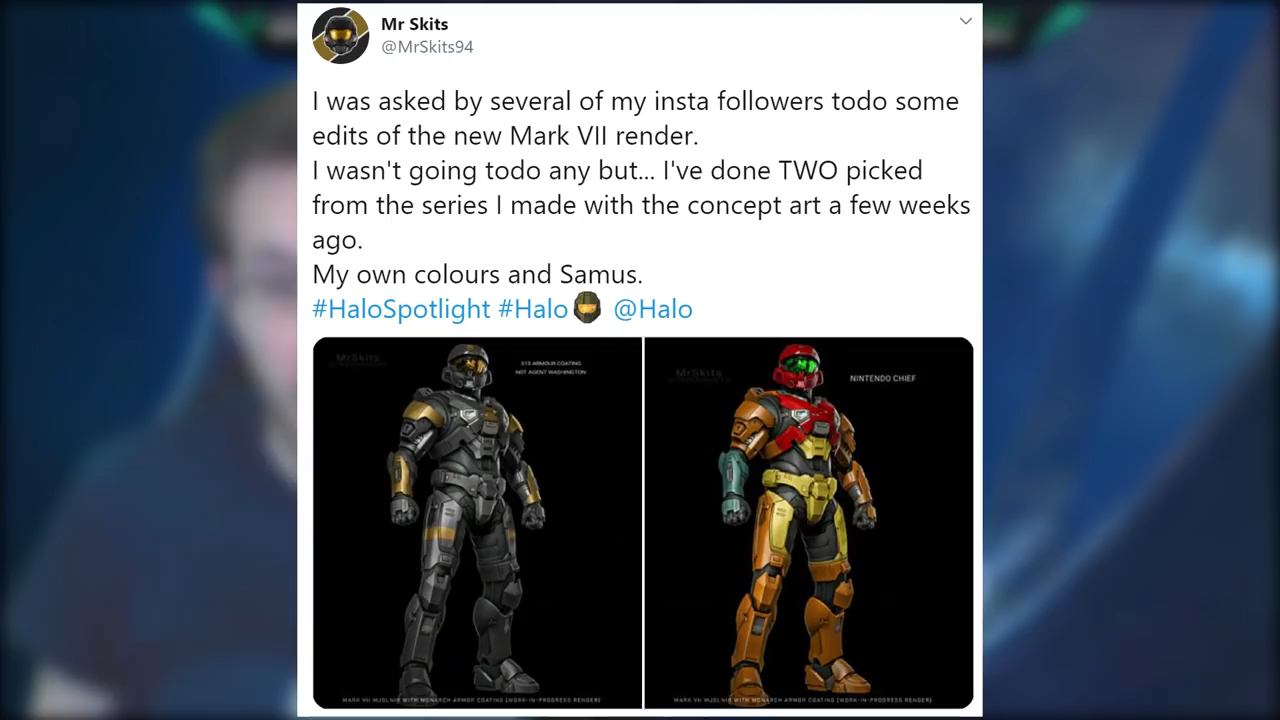 Mr Skits
@MrSkits94
I was asked by several of my insta followers todo some
edits of the new Mark VII render.
I wasn't going todo any but... I've done TWO picked
from the series I made with the concept art a few weeks
ago.
My own colours and Samus.
#HaloSpotlight #Halo @Halo
MrSkits
S15 ARMOUR COATING
NOT AGENT WASHINGTON
MrSkits
NINTENDO CHIEF
MARK VII MJOLNIR WITH MONARCH ARMOR COATING (WORK-IN-PROGRESS RENDER)
MARK VII MJOLNIR WITH MONARCH ARMOR COATING (WORK-IN-PROGRESS RENDER)